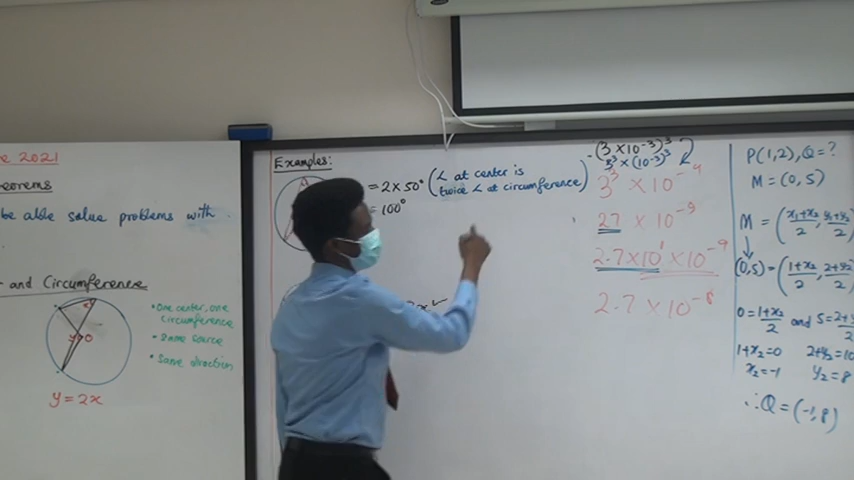 2021
be able solve problems with
and Circumference
• One center, one
circumference
• Same source
• Same direction
y = 2x
Examples:
= 2 × 50° (∠ at center is
twice ∠ at circumference)
= 100°
(3 × 10⁻³)³
3³ × (10⁻³)³
3³ × 10⁻⁹
27 × 10⁻⁹
2.7 × 10¹ × 10⁻⁹
2.7 × 10⁻⁸
P(1, 2), Q = ?
M = (0, 5)
M = (x₁+x₂/2, y₁+y₂/2)
(0, 5) = (1+x₂/2, 2+y₂/2)
0 = 1+x₂/2 and 5 = 2+y
1+x₂=0 2+y₂=10
x₂=-1 y₂=8
∴ Q = (-1, 8)